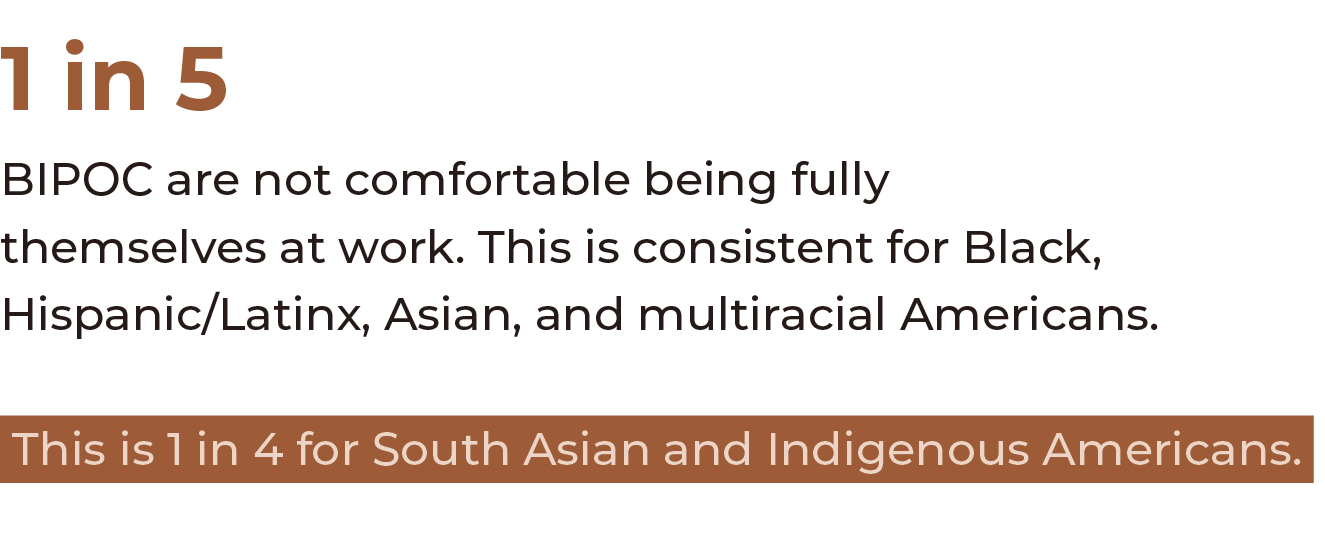 1 in 5
BIPOC are not comfortable being fully
themselves at work. This is consistent for Black,
Hispanic/Latinx, Asian, and multiracial Americans.
This is 1 in 4 for South Asian and Indigenous Americans.